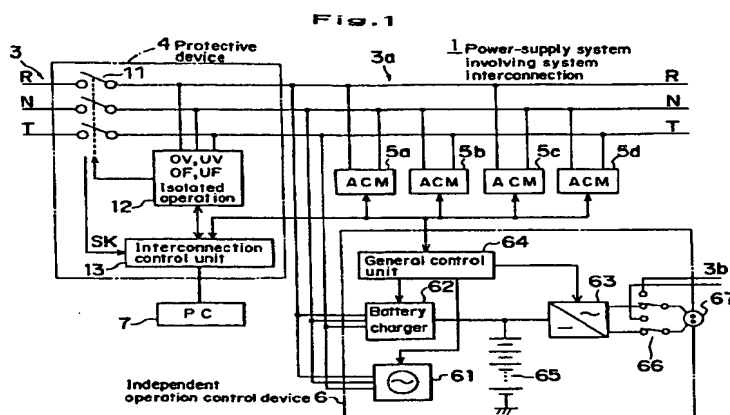 Fig.1
4 Protective
device
3
11
3a
1 Power-supply system
involving system
interconnection
R
R
N
N
T
T
OV, UV
OF, UF
Isolated operation
12
5a
5b
5c
5d
ACM
ACM
ACM
ACM
SK
Interconnection
control unit
13
General control
unit
64
62
Battery
charger
63
3b
67
66
7
PC
61
65
Independent
operation control device 6